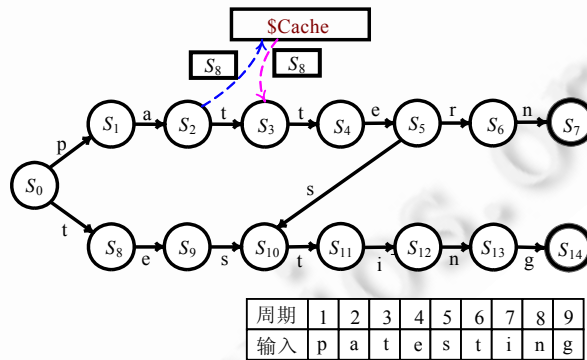 $Cache
S8 S8
a t t e r n
S1 S2 S3 S4 S5 S6 S7
p
S0 s
t
S8 S9 S10 S11 S12 S13 S14
e s t i n g
周期 1 2 3 4 5 6 7 8 9
输入 p a t e s t i n g